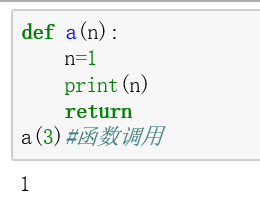 def a(n):
    n=1
    print(n)
    return
a(3)#函数调用
1